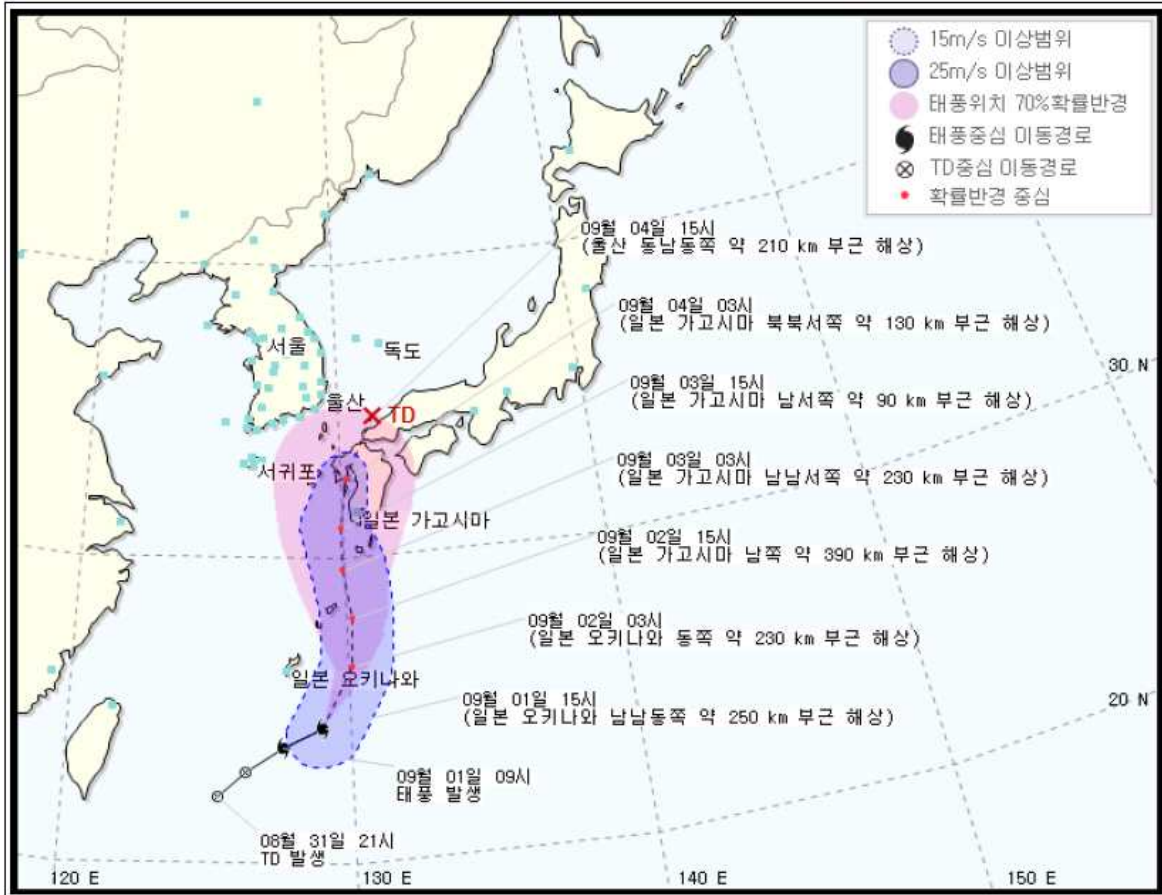 15m/s 이상범위
25m/s 이상범위
태풍위치 70%확률반경
태풍중심 이동경로
TD중심 이동경로
확률반경 중심
09월 04일 15시
(울산 동남동쪽 약 210 km 부근 해상)
09월 04일 03시
(일본 가고시마 북북서쪽 약 130 km 부근 해상)
서울
독도
30 N
09월 03일 15시
(일본 가고시마 남서쪽 약 90 km 부근 해상)
울산
TD
09월 03일 03시
(일본 가고시마 남남서쪽 약 230 km 부근 해상)
서귀포
일본 가고시마
09월 02일 15시
(일본 가고시마 남쪽 약 390 km 부근 해상)
09월 02일 03시
(일본 오키나와 동쪽 약 230 km 부근 해상)
일본 오키나와
20 N
09월 01일 15시
(일본 오키나와 남남동쪽 약 250 km 부근 해상)
09월 01일 09시
태풍 발생
08월 31일 21시
TD 발생
120 E
130 E
140 E
150 E